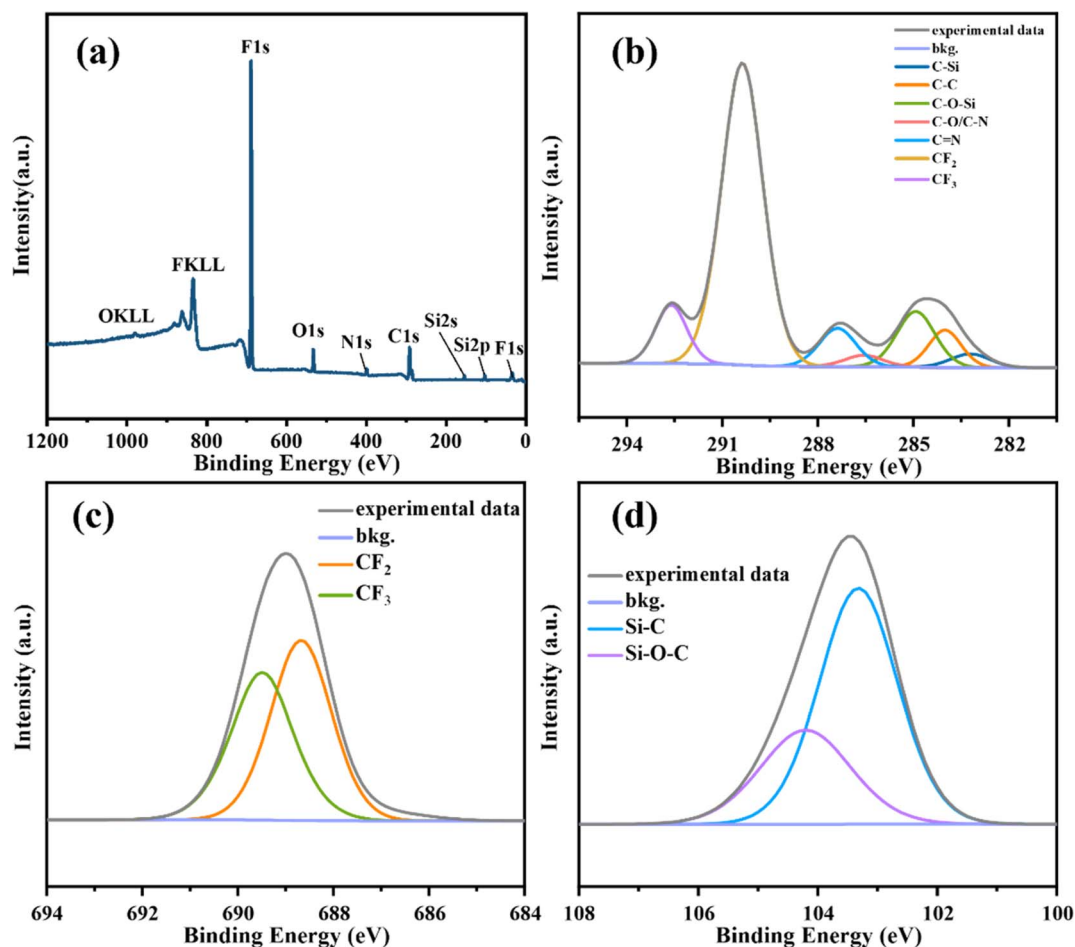 (a)
F1s
FKLL
OKLL
O1s
N1s
C1s
Si2s
Si2p
F1s
Intensity(a.u.)
1200 1000 800 600 400 200 0
Binding Energy (eV)
(b)
experimental data
bkg.
C-Si
C-C
C-O-Si
C-O/C-N
C=N
CF₂
CF₃
Intensity (a.u.)
294 291 288 285 282
Binding Energy (eV)
(c)
experimental data
bkg.
CF₂
CF₃
Intensity (a.u.)
694 692 690 688 686 684
Binding Energy (eV)
(d)
experimental data
bkg.
Si-C
Si-O-C
Intensity (a.u.)
108 106 104 102 100
Binding Energy (eV)